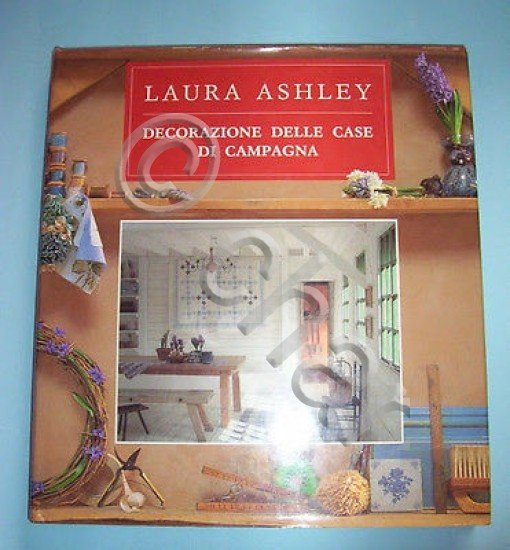 LAURA ASHLEY
DECORAZIONE DELLE CASE
DI CAMPAGNA